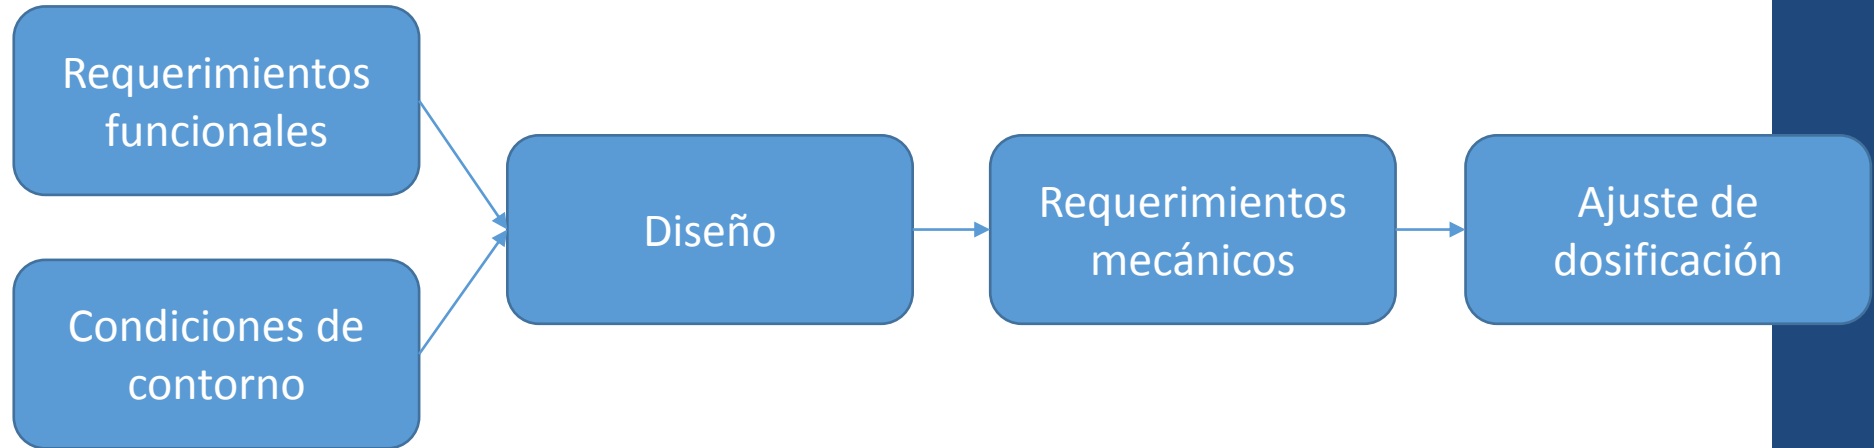 Requerimientos
funcionales
Condiciones de
contorno
Diseño
Requerimientos
mecánicos
Ajuste de
dosificación